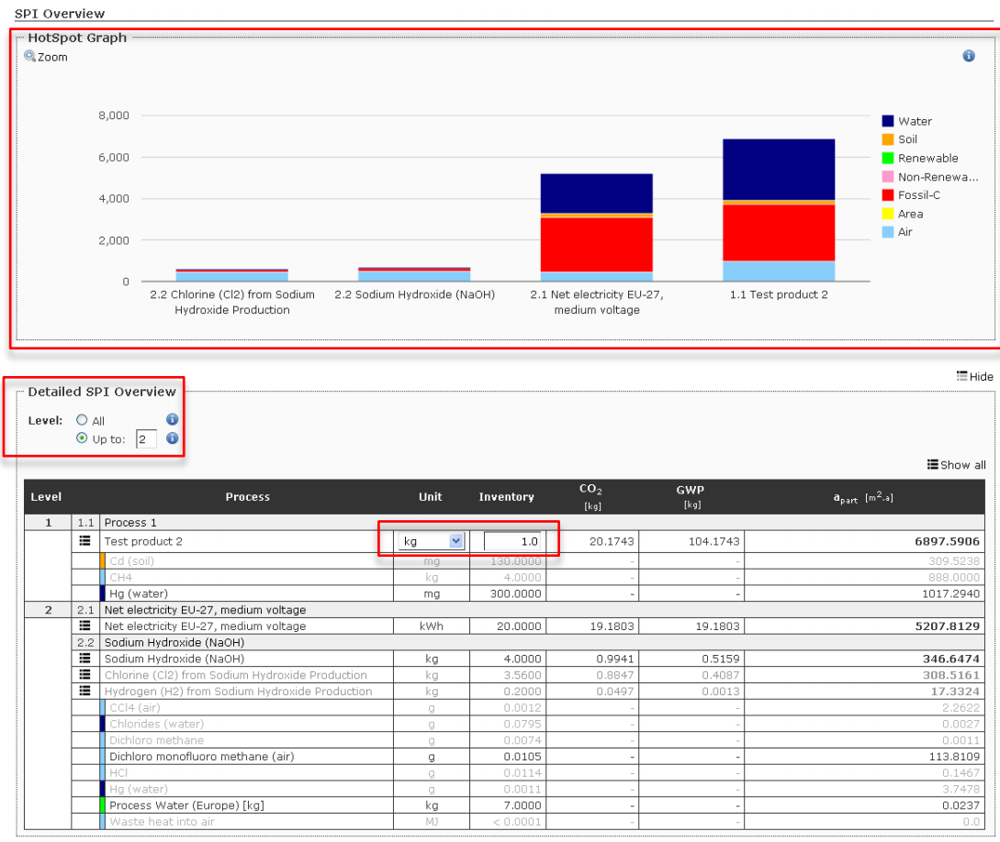 SPI Overview
HotSpot Graph
Zoom
8,000
6,000
4,000
2,000
0
Water
Soil
Renewable
Non-Renewa...
Fossil-C
Area
Air
2.2 Chlorine (Cl2) from Sodium Hydroxide Production
2.2 Sodium Hydroxide (NaOH)
2.1 Net electricity EU-27, medium voltage
1.1 Test product 2
Hide
Detailed SPI Overview
Level: All
Up to: 2
Show all
Level Process Unit Inventory CO2 [kg] GWP [kg] apart [m2.a]
1 1.1 Process 1
Test product 2 kg 1.0 20.1743 104.1743 6897.5906
Cd (soil) mg 130.0000 - - 309.5238
CH4 kg 4.0000 - - 888.0000
Hg (water) mg 300.0000 - - 1017.2940
2 2.1 Net electricity EU-27, medium voltage
Net electricity EU-27, medium voltage kWh 20.0000 19.1803 19.1803 5207.8129
2.2 Sodium Hydroxide (NaOH)
Sodium Hydroxide (NaOH) kg 4.0000 0.9941 0.5159 346.6474
Chlorine (Cl2) from Sodium Hydroxide Production kg 3.5600 0.8847 0.4087 308.5161
Hydrogen (H2) from Sodium Hydroxide Production kg 0.2000 0.0497 0.0013 17.3324
CCl4 (air) g 0.0012 - - 2.2622
Chlorides (water) g 0.0795 - - 0.0027
Dichloro methane g 0.0074 - - 0.0011
Dichloro monofluoro methane (air) g 0.0105 - - 113.8109
HCl g 0.0114 - - 0.1467
Hg (water) g 0.0011 - - 3.7478
Process Water (Europe) [kg] kg 7.0000 - - 0.0237
Waste heat into air MJ < 0.0001 - - 0.0